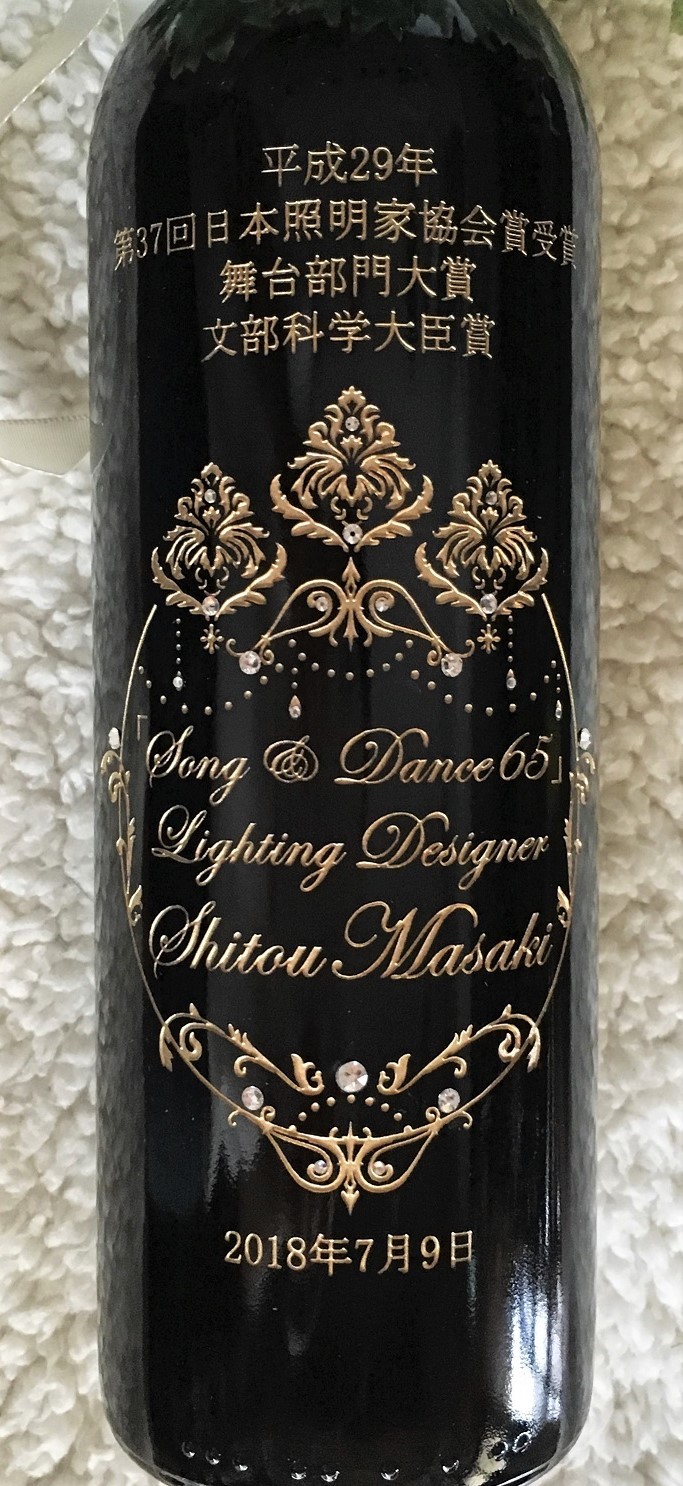 平成29年
第37回日本照明家協会賞受賞
舞台部門大賞
文部科学大臣賞
「Song & Dance 65」
Lighting Designer
Shitou Masaki
2018年7月9日